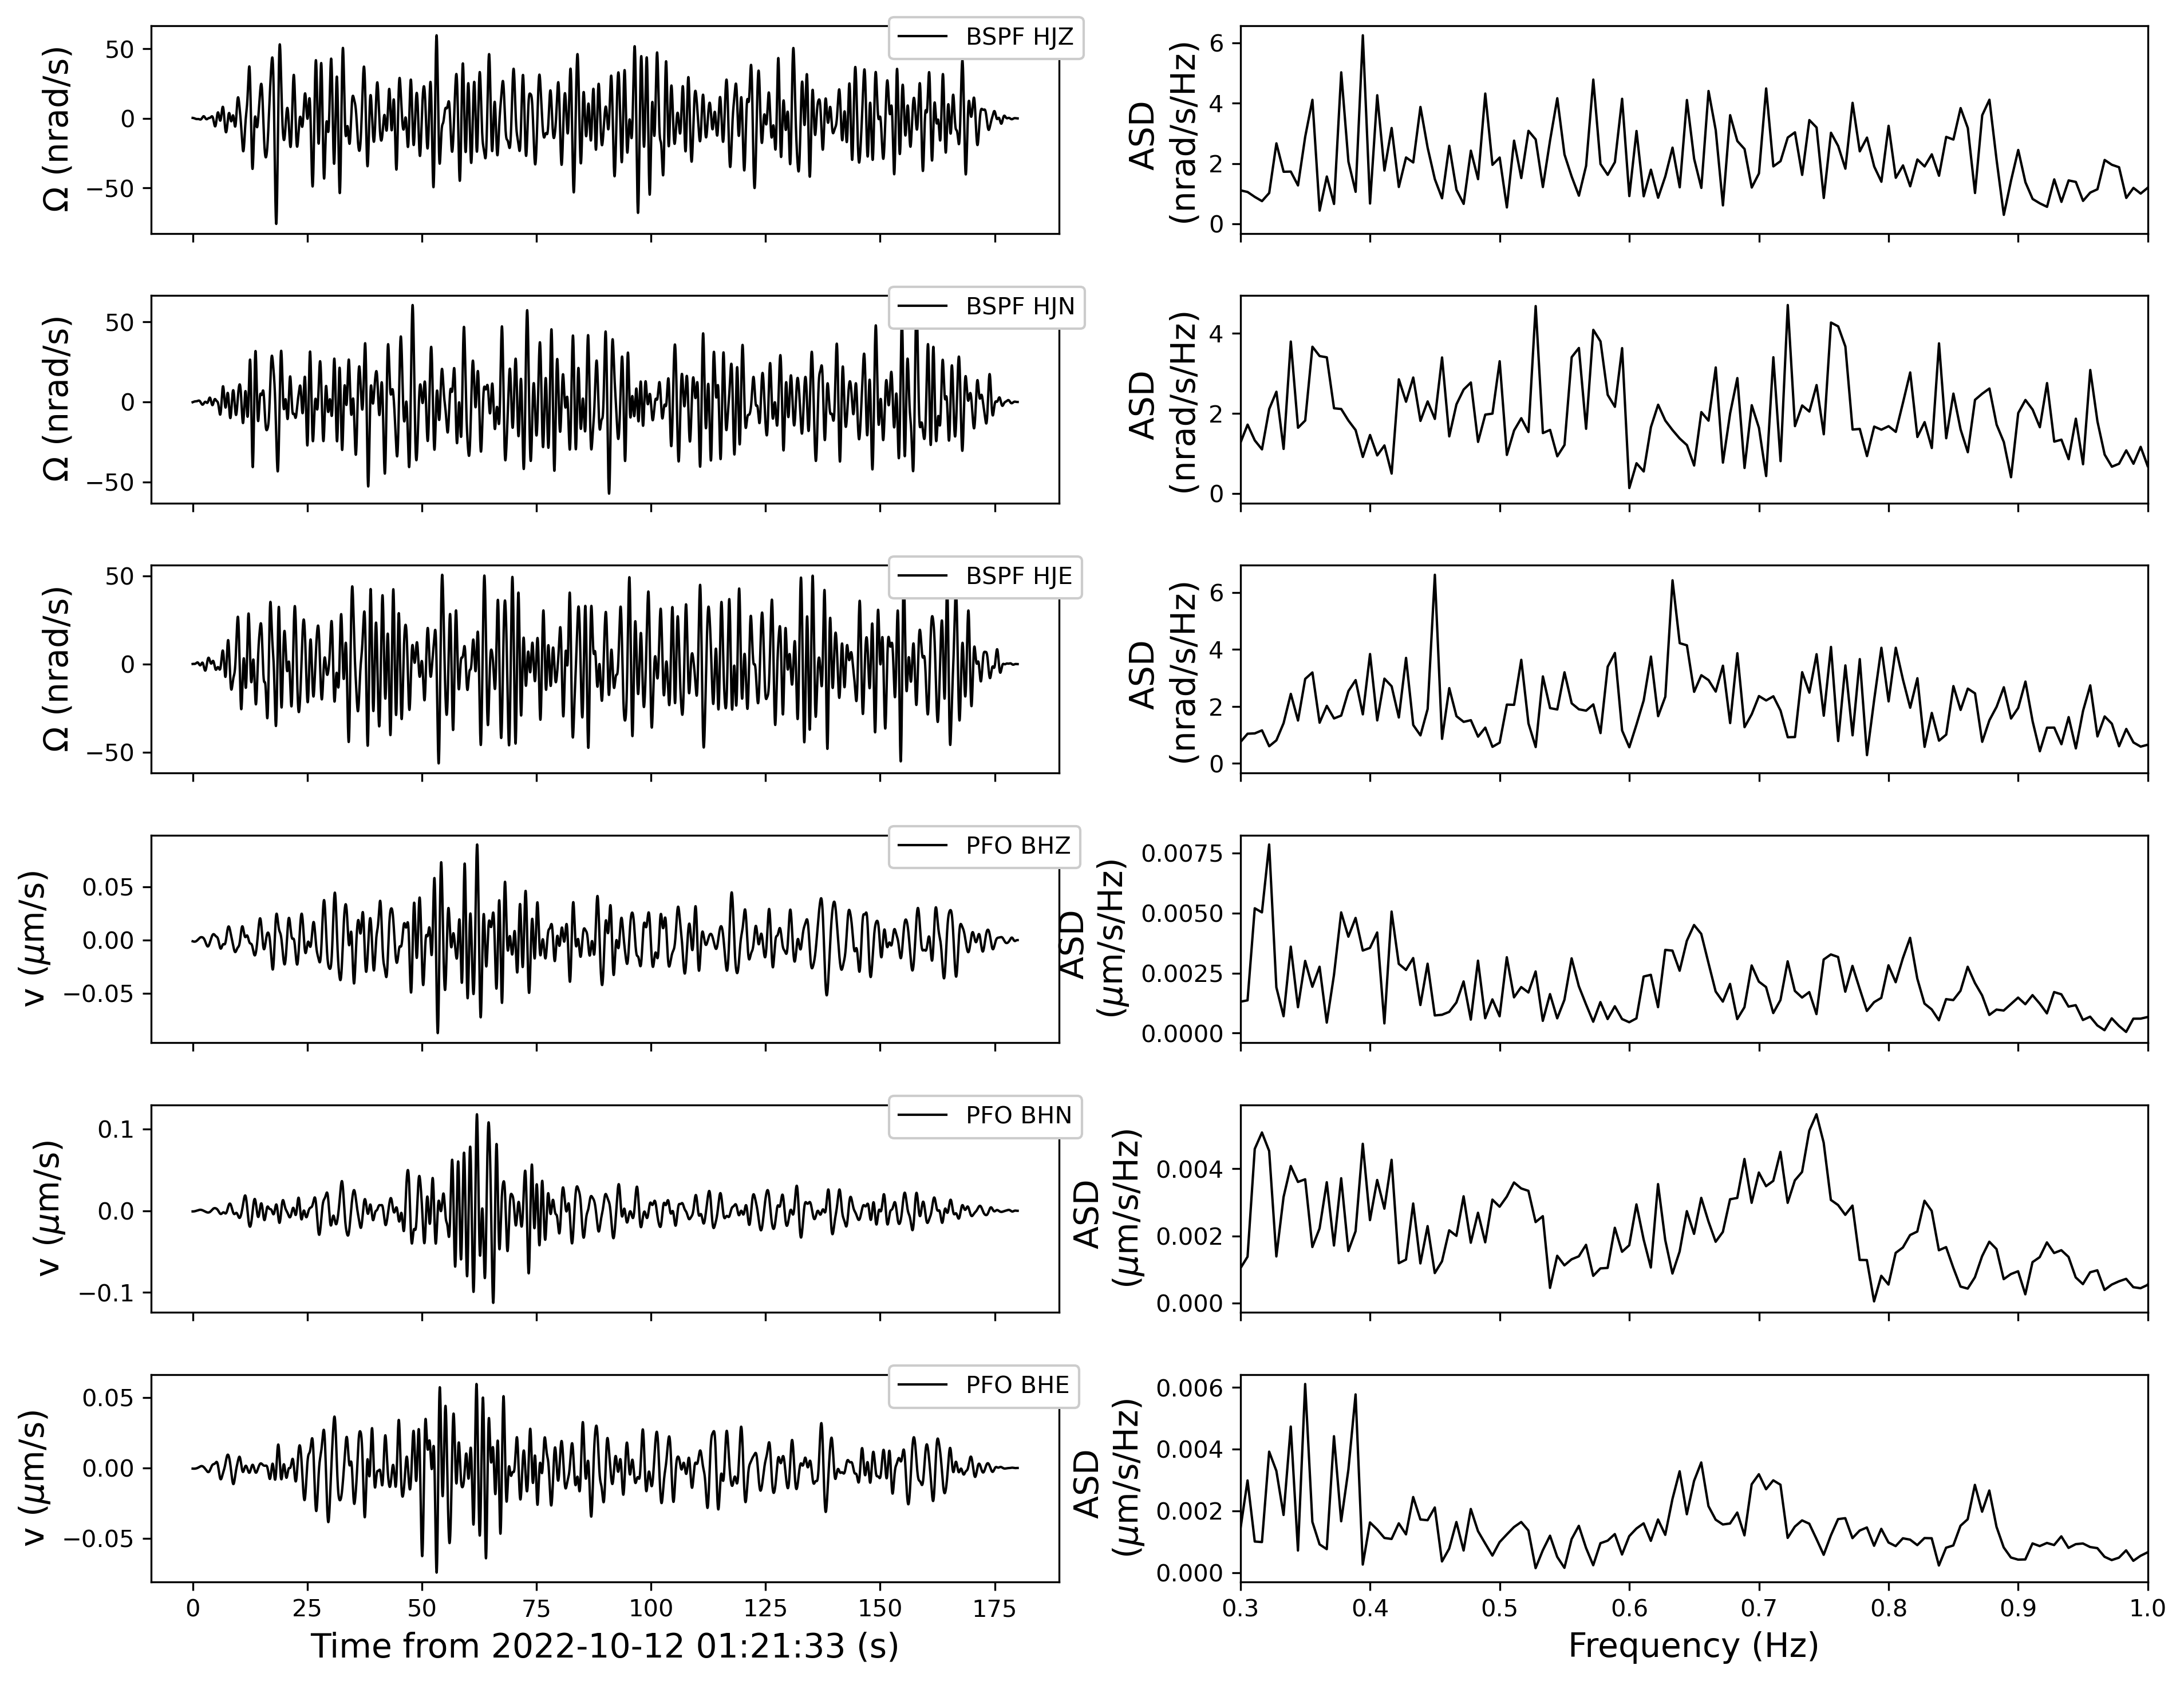 BSPF HJZ
Ω (nrad/s)
50
0
−50
ASD
(nrad/s/Hz)
6
4
2
0
BSPF HJN
Ω (nrad/s)
50
0
−50
ASD
(nrad/s/Hz)
4
2
0
BSPF HJE
Ω (nrad/s)
50
0
−50
ASD
(nrad/s/Hz)
6
4
2
0
PFO BHZ
v (μm/s)
0.05
0.00
−0.05
ASD
(μm/s/Hz)
0.0075
0.0050
0.0025
0.0000
PFO BHN
v (μm/s)
0.1
0.0
−0.1
ASD
(μm/s/Hz)
0.004
0.002
0.000
PFO BHE
v (μm/s)
0.05
0.00
−0.05
ASD
(μm/s/Hz)
0.006
0.004
0.002
0.000
0 25 50 75 100 125 150 175
Time from 2022-10-12 01:21:33 (s)
0.3 0.4 0.5 0.6 0.7 0.8 0.9 1.0
Frequency (Hz)